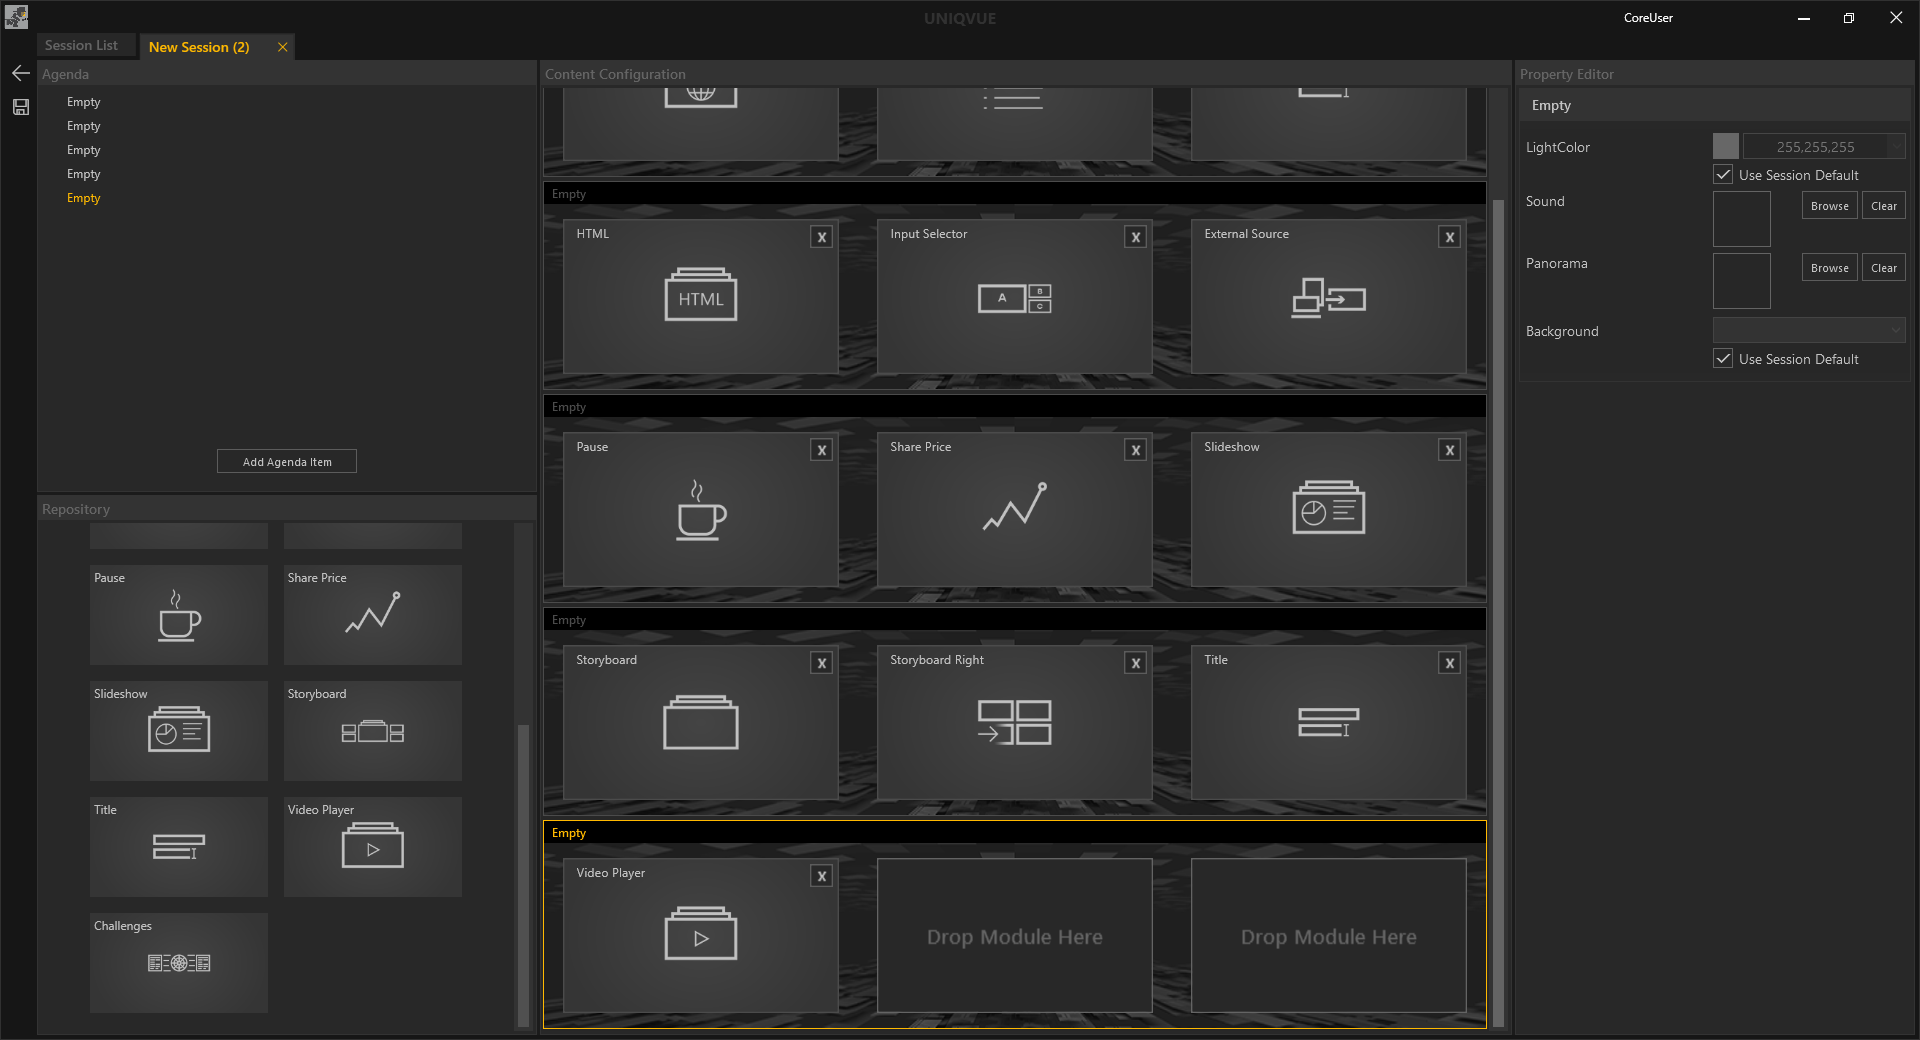 UNIQVUE
CoreUser
Session List
New Session (2)
Agenda
Empty
Empty
Empty
Empty
Empty
Add Agenda Item
Repository
Pause
Share Price
Slideshow
Storyboard
Title
Video Player
Challenges
Content Configuration
Empty
HTML
X
Input Selector
X
External Source
X
HTML
A
B
C
Empty
Pause
X
Share Price
X
Slideshow
X
Empty
Storyboard
X
Storyboard Right
X
Title
X
Empty
Video Player
X
Drop Module Here
Drop Module Here
Property Editor
Empty
LightColor
255,255,255
Use Session Default
Sound
Browse
Clear
Panorama
Browse
Clear
Background
Use Session Default